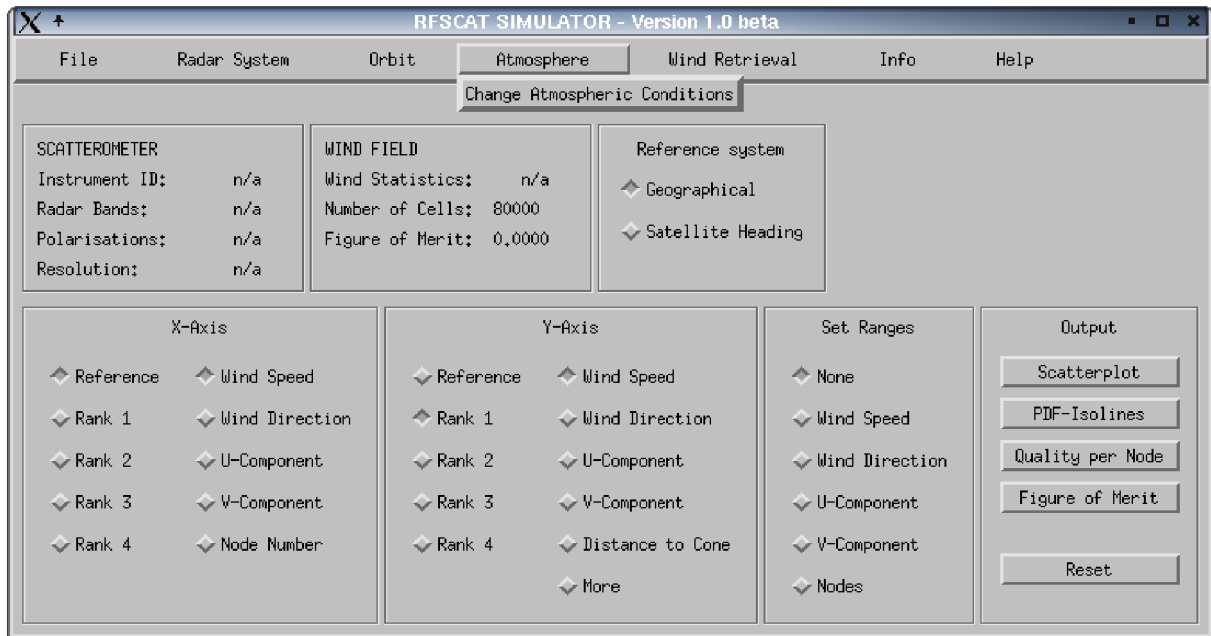 RFSCAT SIMULATOR - Version 1.0 beta
File Radar System Orbit Atmosphere Wind Retrieval Info Help
Change Atmospheric Conditions
SCATTEROMETER
Instrument ID: n/a
Radar Bands: n/a
Polarisations: n/a
Resolution: n/a
WIND FIELD
Wind Statistics: n/a
Number of Cells: 80000
Figure of Merit: 0.0000
Reference system
Geographical
Satellite Heading
X-Axis
Reference Wind Speed
Rank 1 Wind Direction
Rank 2 U-Component
Rank 3 V-Component
Rank 4 Node Number
Y-Axis
Reference Wind Speed
Rank 1 Wind Direction
Rank 2 U-Component
Rank 3 V-Component
Rank 4 Distance to Cone
More
Set Ranges
None
Wind Speed
Wind Direction
U-Component
V-Component
Nodes
Output
Scatterplot
PDF-Isolines
Quality per Node
Figure of Merit
Reset